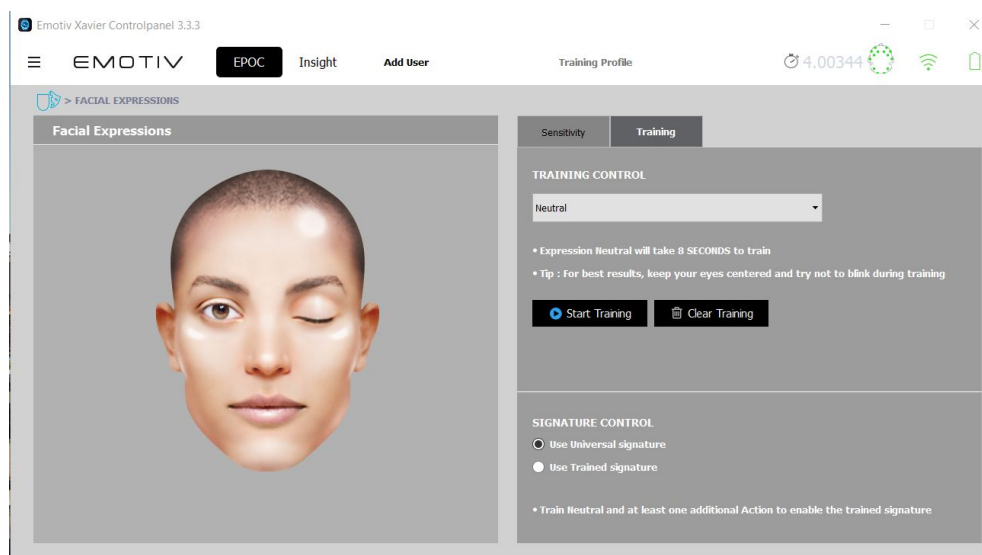 Emotiv Xavier Controlpanel 3.3.3
EMOTIV EPOC Insight Add User Training Profile 4.00344
> FACIAL EXPRESSIONS
Facial Expressions
Sensitivity Training
TRAINING CONTROL
Neutral
• Expression Neutral will take 8 SECONDS to train
• Tip : For best results, keep your eyes centered and try not to blink during training
Start Training Clear Training
SIGNATURE CONTROL
Use Universal signature
Use Trained signature
• Train Neutral and at least one additional Action to enable the trained signature